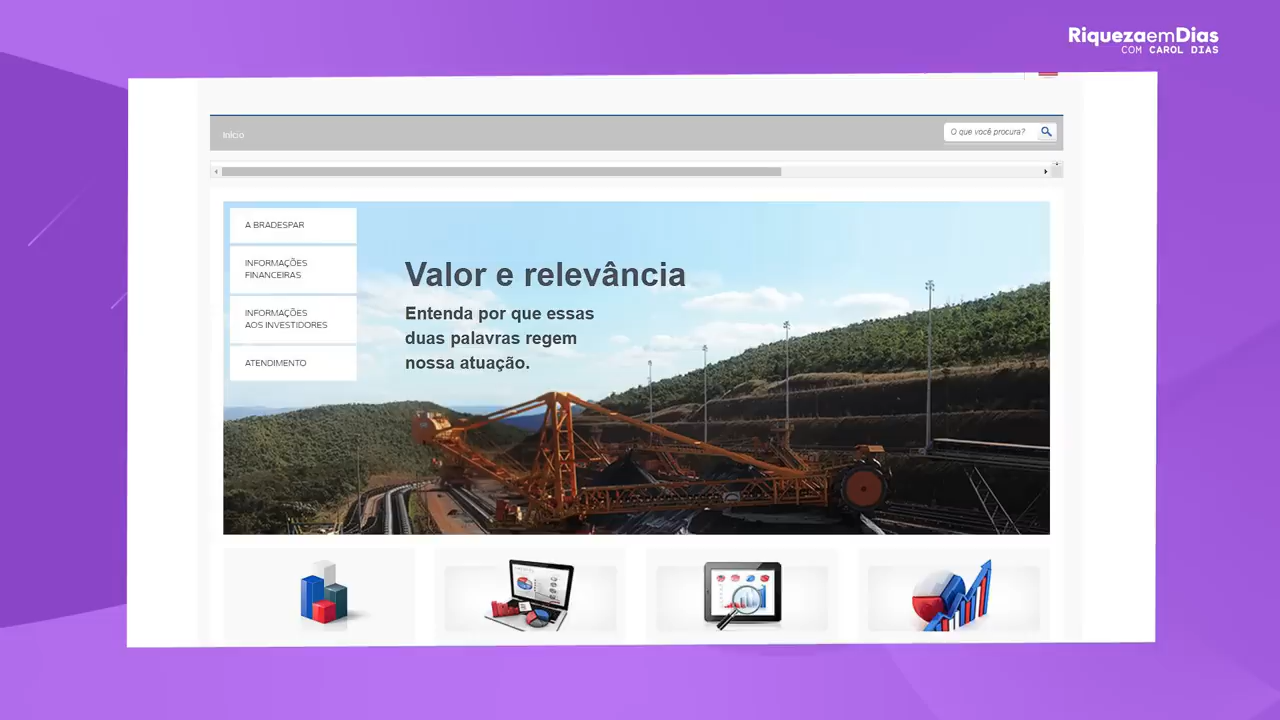 RiquezaemDias
COM CAROL DIAS
Início
O que você procura?
A BRADESPAR
INFORMAÇÕES
FINANCEIRAS
INFORMAÇÕES
AOS INVESTIDORES
ATENDIMENTO
Valor e relevância
Entenda por que essas
duas palavras regem
nossa atuação.